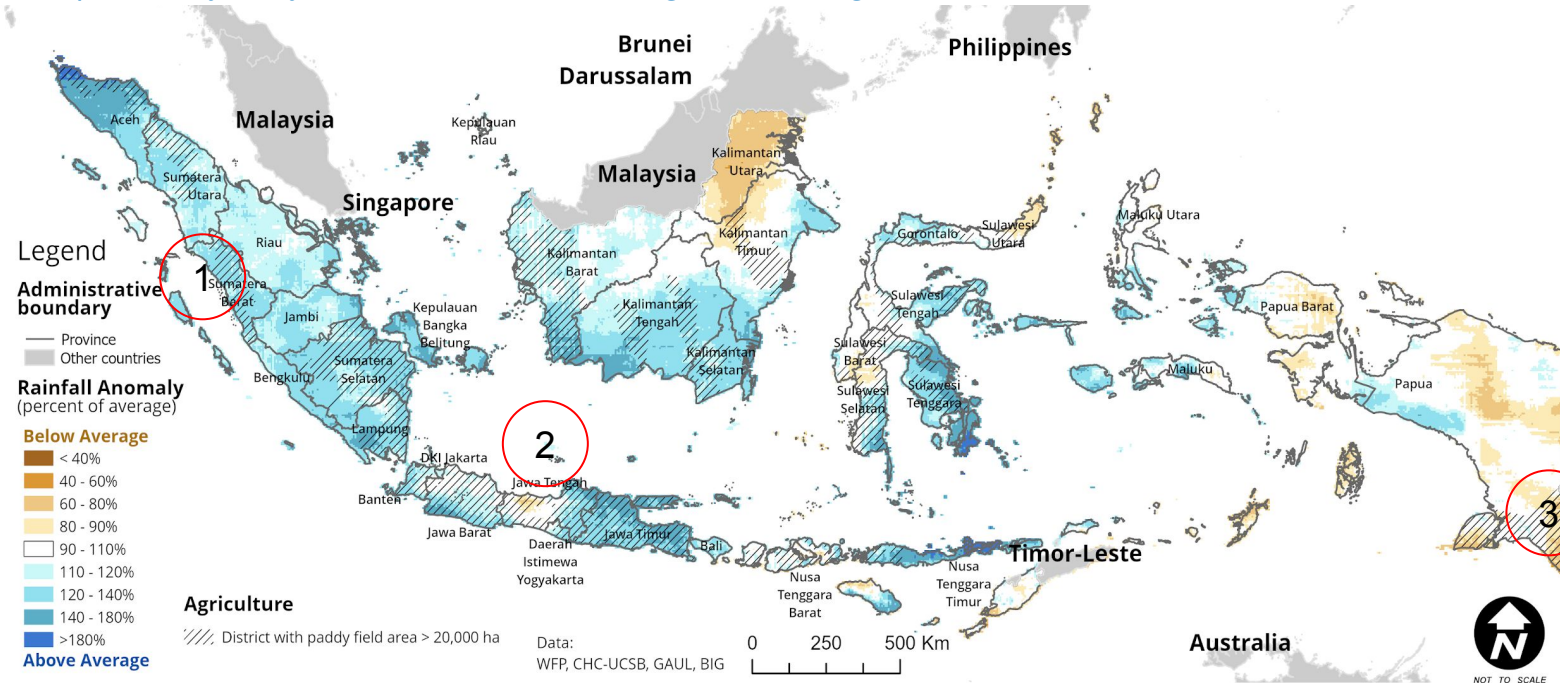 Brunei
Darussalam
Philippines
Malaysia
Aceh
Kepulauan
Riau
Kalimantan
Utara
Malaysia
Sumatera
Utara
Singapore
Maluku Utara
Sulawesi
Utara
Gorontalo
Kalimantan
Timur
Riau
Kalimantan
Barat
1
Sumatera
Barat
Sulawesi
Tengah
Kalimantan
Tengah
Papua Barat
Kepulauan
Bangka
Belitung
Jambi
Sulawesi
Barat
Kalimantan
Selatan
Sumatera
Selatan
Maluku
Bengkulu
Sulawesi
Selatan
Sulawesi
Tenggara
Papua
Lampung
2
DKI Jakarta
Jawa Tengah
Banten
Jawa Barat
Jawa Timur
Bali
Daerah
Istimewa
Yogyakarta
Nusa
Tenggara
Barat
Nusa
Tenggara
Timur
Timor-Leste
3
Australia
Legend
Administrative
boundary
Province
Other countries
Rainfall Anomaly
(percent of average)
Below Average
< 40%
40 - 60%
60 - 80%
80 - 90%
90 - 110%
110 - 120%
120 - 140%
140 - 180%
>180%
Above Average
Agriculture
District with paddy field area > 20,000 ha
Data:
WFP, CHC-UCSB, GAUL, BIG
0 250 500 Km
N
NOT TO SCALE